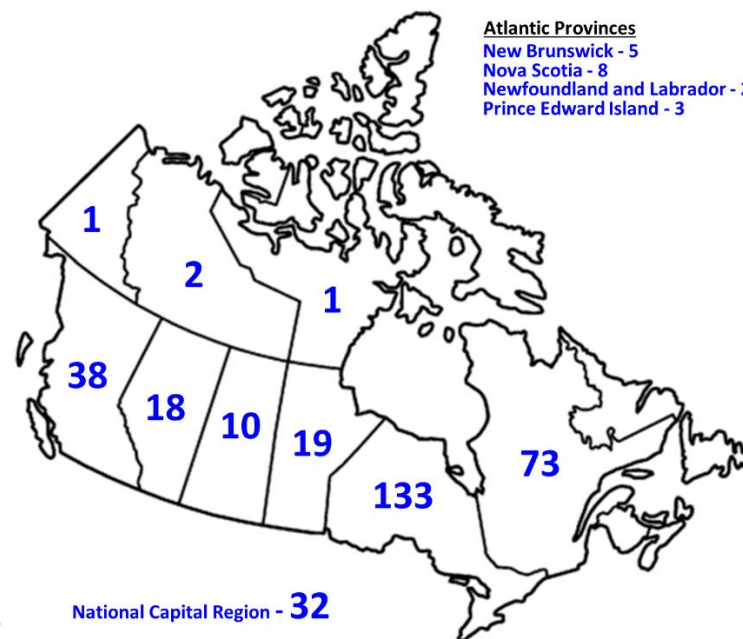 Atlantic Provinces
New Brunswick - 5
Nova Scotia - 8
Newfoundland and Labrador -
Prince Edward Island - 3
1
2
1
38
18
10
19
133
73
National Capital Region - 32